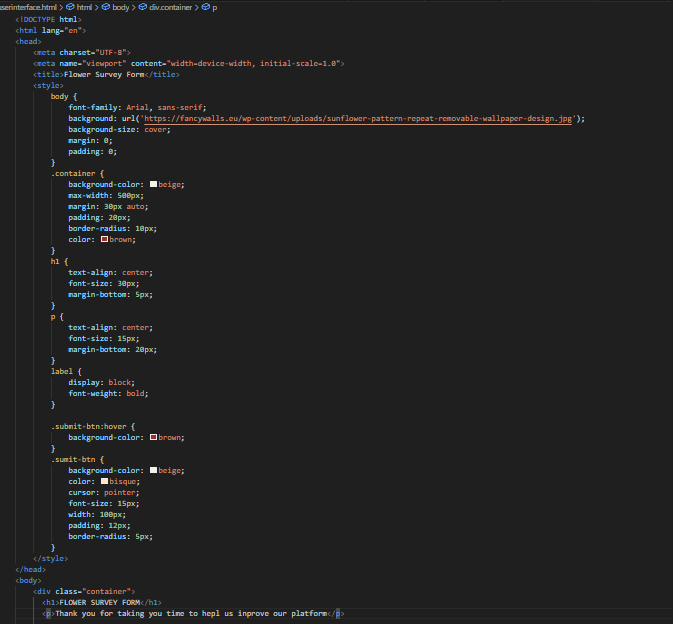 userinterface.html > html > body > div.container > p
<!DOCTYPE html>
<html lang="en">
<head>
<meta charset="UTF-8">
<meta name="viewport" content="width=device-width, initial-scale=1.0">
<title>Flower Survey Form</title>
<style>
body {
font-family: Arial, sans-serif;
background: url('https://fancywalls.eu/wp-content/uploads/sunflower-pattern-repeat-removable-wallpaper-design.jpg');
background-size: cover;
margin: 0;
padding: 0;
}
.container {
background-color: beige;
max-width: 500px;
margin: 30px auto;
padding: 20px;
border-radius: 10px;
color: brown;
}
h1 {
text-align: center;
font-size: 30px;
margin-bottom: 5px;
}
p {
text-align: center;
font-size: 15px;
margin-bottom: 20px;
}
label {
display: block;
font-weight: bold;
}
.submit-btn:hover {
background-color: brown;
}
.sumit-btn {
background-color: beige;
color: bisque;
cursor: pointer;
font-size: 15px;
width: 100px;
padding: 12px;
border-radius: 5px;
}
</style>
</head>
<body>
<div class="container">
<h1>FLOWER SURVEY FORM</h1>
<p>Thank you for taking you time to hepl us inprove our platform</p>